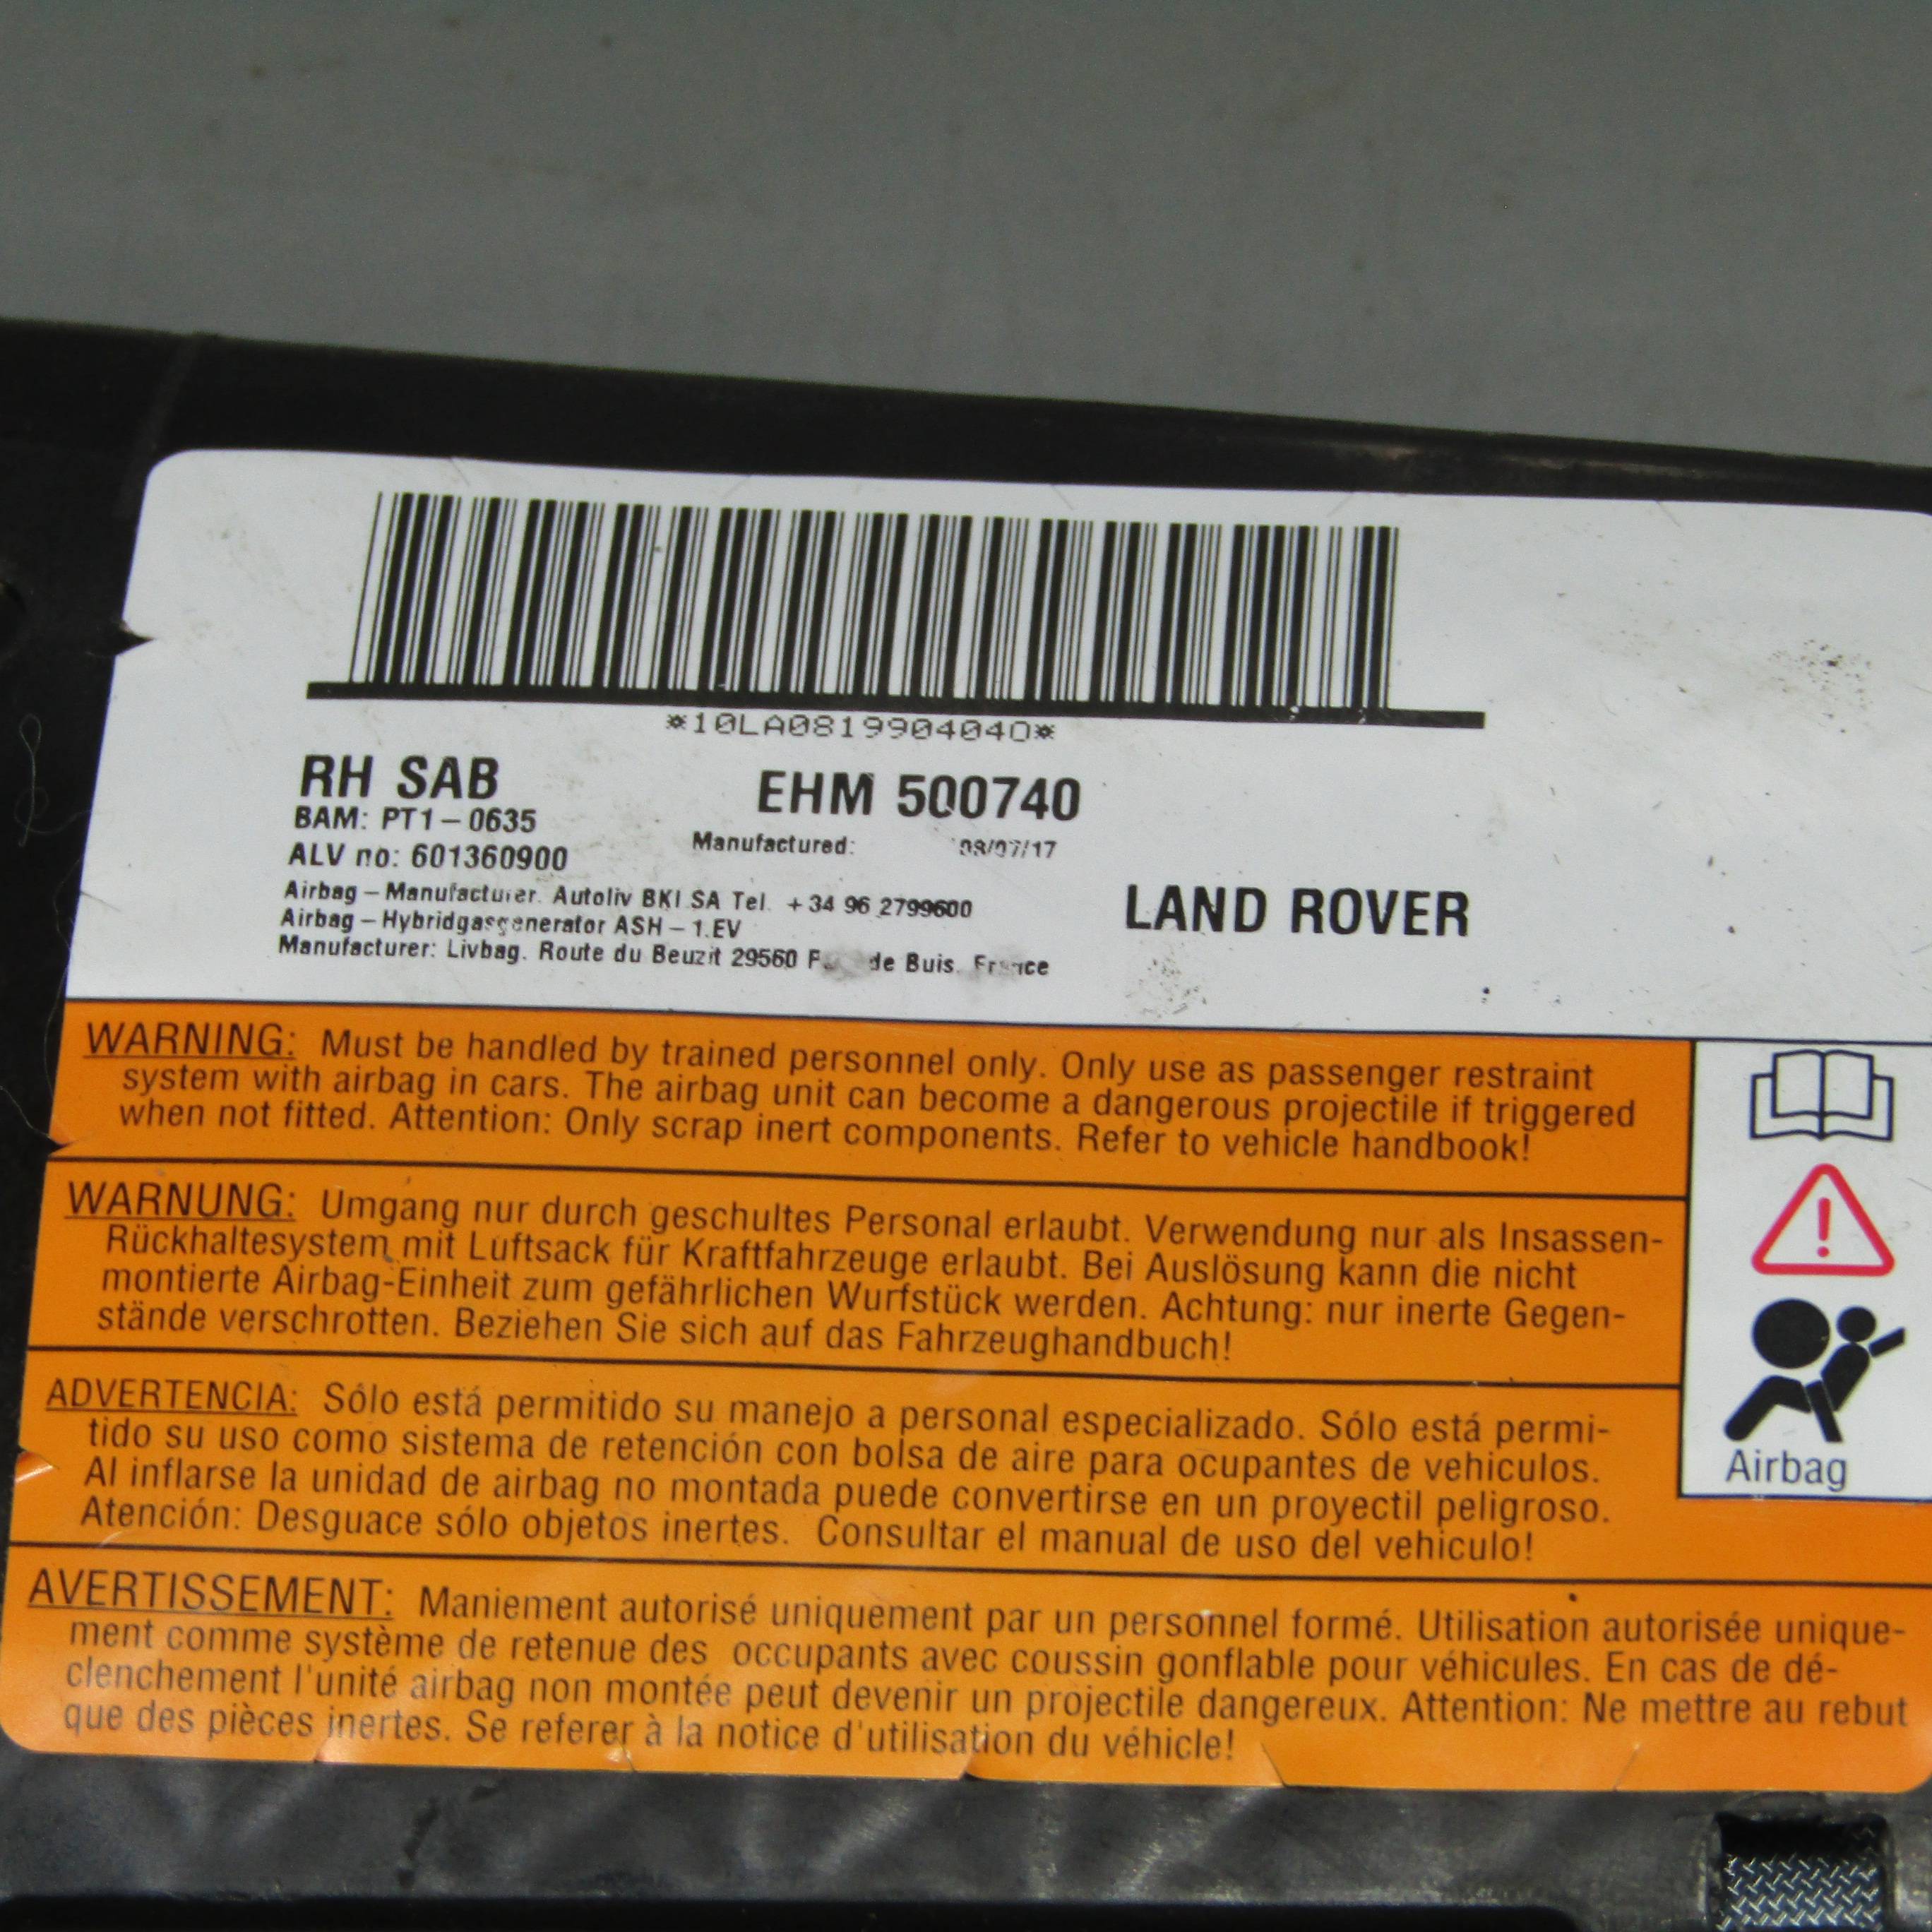 *10LA0819904040*
RH SAB
EHM 500740
BAM: PT1-0635
Manufactured: 08/07/17
ALV no: 601360900
Airbag - Manufacturer. Autoliv BKI SA Tel. +34 96 2799600
LAND ROVER
Airbag - Hybridgasgenerator ASH - 1.EV
Manufacturer: Livbag. Route du Beuzit 29560 de Buis. France
WARNING: Must be handled by trained personnel only. Only use as passenger restraint
system with airbag in cars. The airbag unit can become a dangerous projectile if triggered
when not fitted. Attention: Only scrap inert components. Refer to vehicle handbook!
WARNUNG: Umgang nur durch geschultes Personal erlaubt. Verwendung nur als Insassen-
Rückhaltesystem mit Luftsack für Kraftfahrzeuge erlaubt. Bei Auslösung kann die nicht
montierte Airbag-Einheit zum gefährlichen Wurfstück werden. Achtung: nur inerte Gegen-
stände verschrotten. Beziehen Sie sich auf das Fahrzeughandbuch!
Airbag
ADVERTENCIA: Sólo está permitido su manejo a personal especializado. Sólo está permi-
tido su uso como sistema de retención con bolsa de aire para ocupantes de vehiculos.
Al inflarse la unidad de airbag no montada puede convertirse en un proyectil peligroso.
Atención: Desguace sólo objetos inertes. Consultar el manual de uso del vehiculo!
AVERTISSEMENT: Maniement autorisé uniquement par un personnel formé. Utilisation autorisée unique-
ment comme système de retenue des occupants avec coussin gonflable pour véhicules. En cas de dé-
clenchement l'unité airbag non montée peut devenir un projectile dangereux. Attention: Ne mettre au rebut
que des pièces inertes. Se referer à la notice d'utilisation du véhicle!